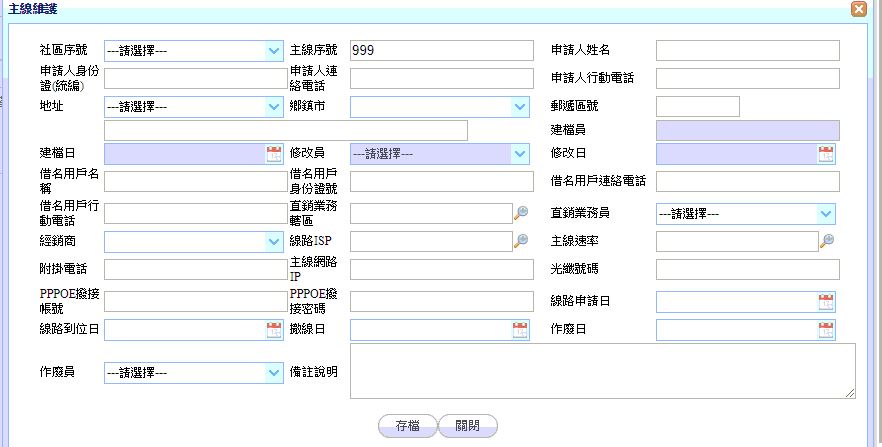 主線維護
社區序號 ---請選擇--- 主線序號 999 申請人姓名
申請人身份證(統編) 申請人連絡電話 申請人行動電話
地址 ---請選擇--- 鄉鎮市 郵遞區號
建檔員
建檔日 修改員 ---請選擇--- 修改日
借名用戶名稱 借名用戶身份證號 借名用戶連絡電話
借名用戶行動電話 直銷業務轄區 直銷業務員 ---請選擇---
經銷商 線路ISP 主線速率
附掛電話 主線網路IP 光纖號碼
PPPOE撥接帳號 PPPOE撥接密碼 線路申請日
線路到位日 撤線日 作廢日
作廢員 ---請選擇--- 備註說明
存檔 關閉